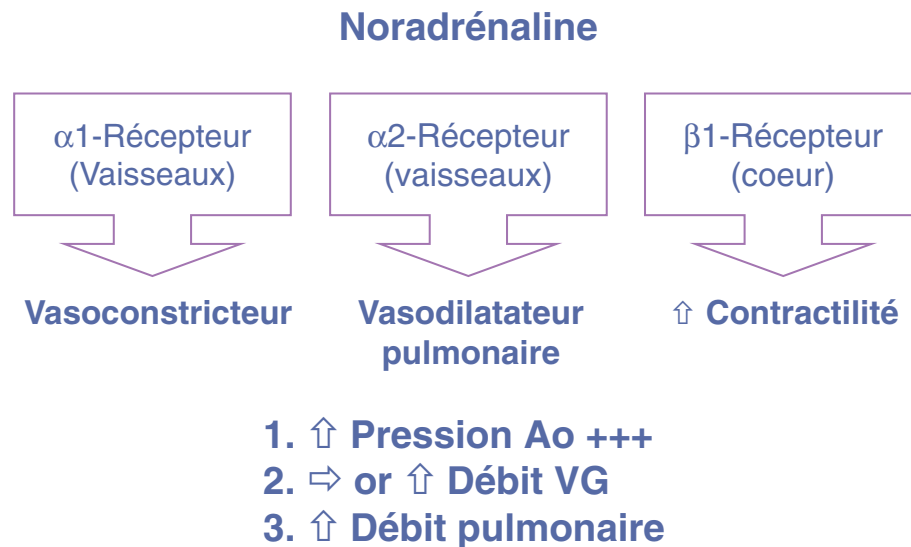 Noradrénaline
α1-Récepteur
(Vaisseaux)
α2-Récepteur
(vaisseaux)
β1-Récepteur
(coeur)
Vasoconstricteur
Vasodilatateur
pulmonaire
⇧ Contractilité
1. ⇧ Pression Ao +++
2. ⇨ or ⇧ Débit VG
3. ⇧ Débit pulmonaire